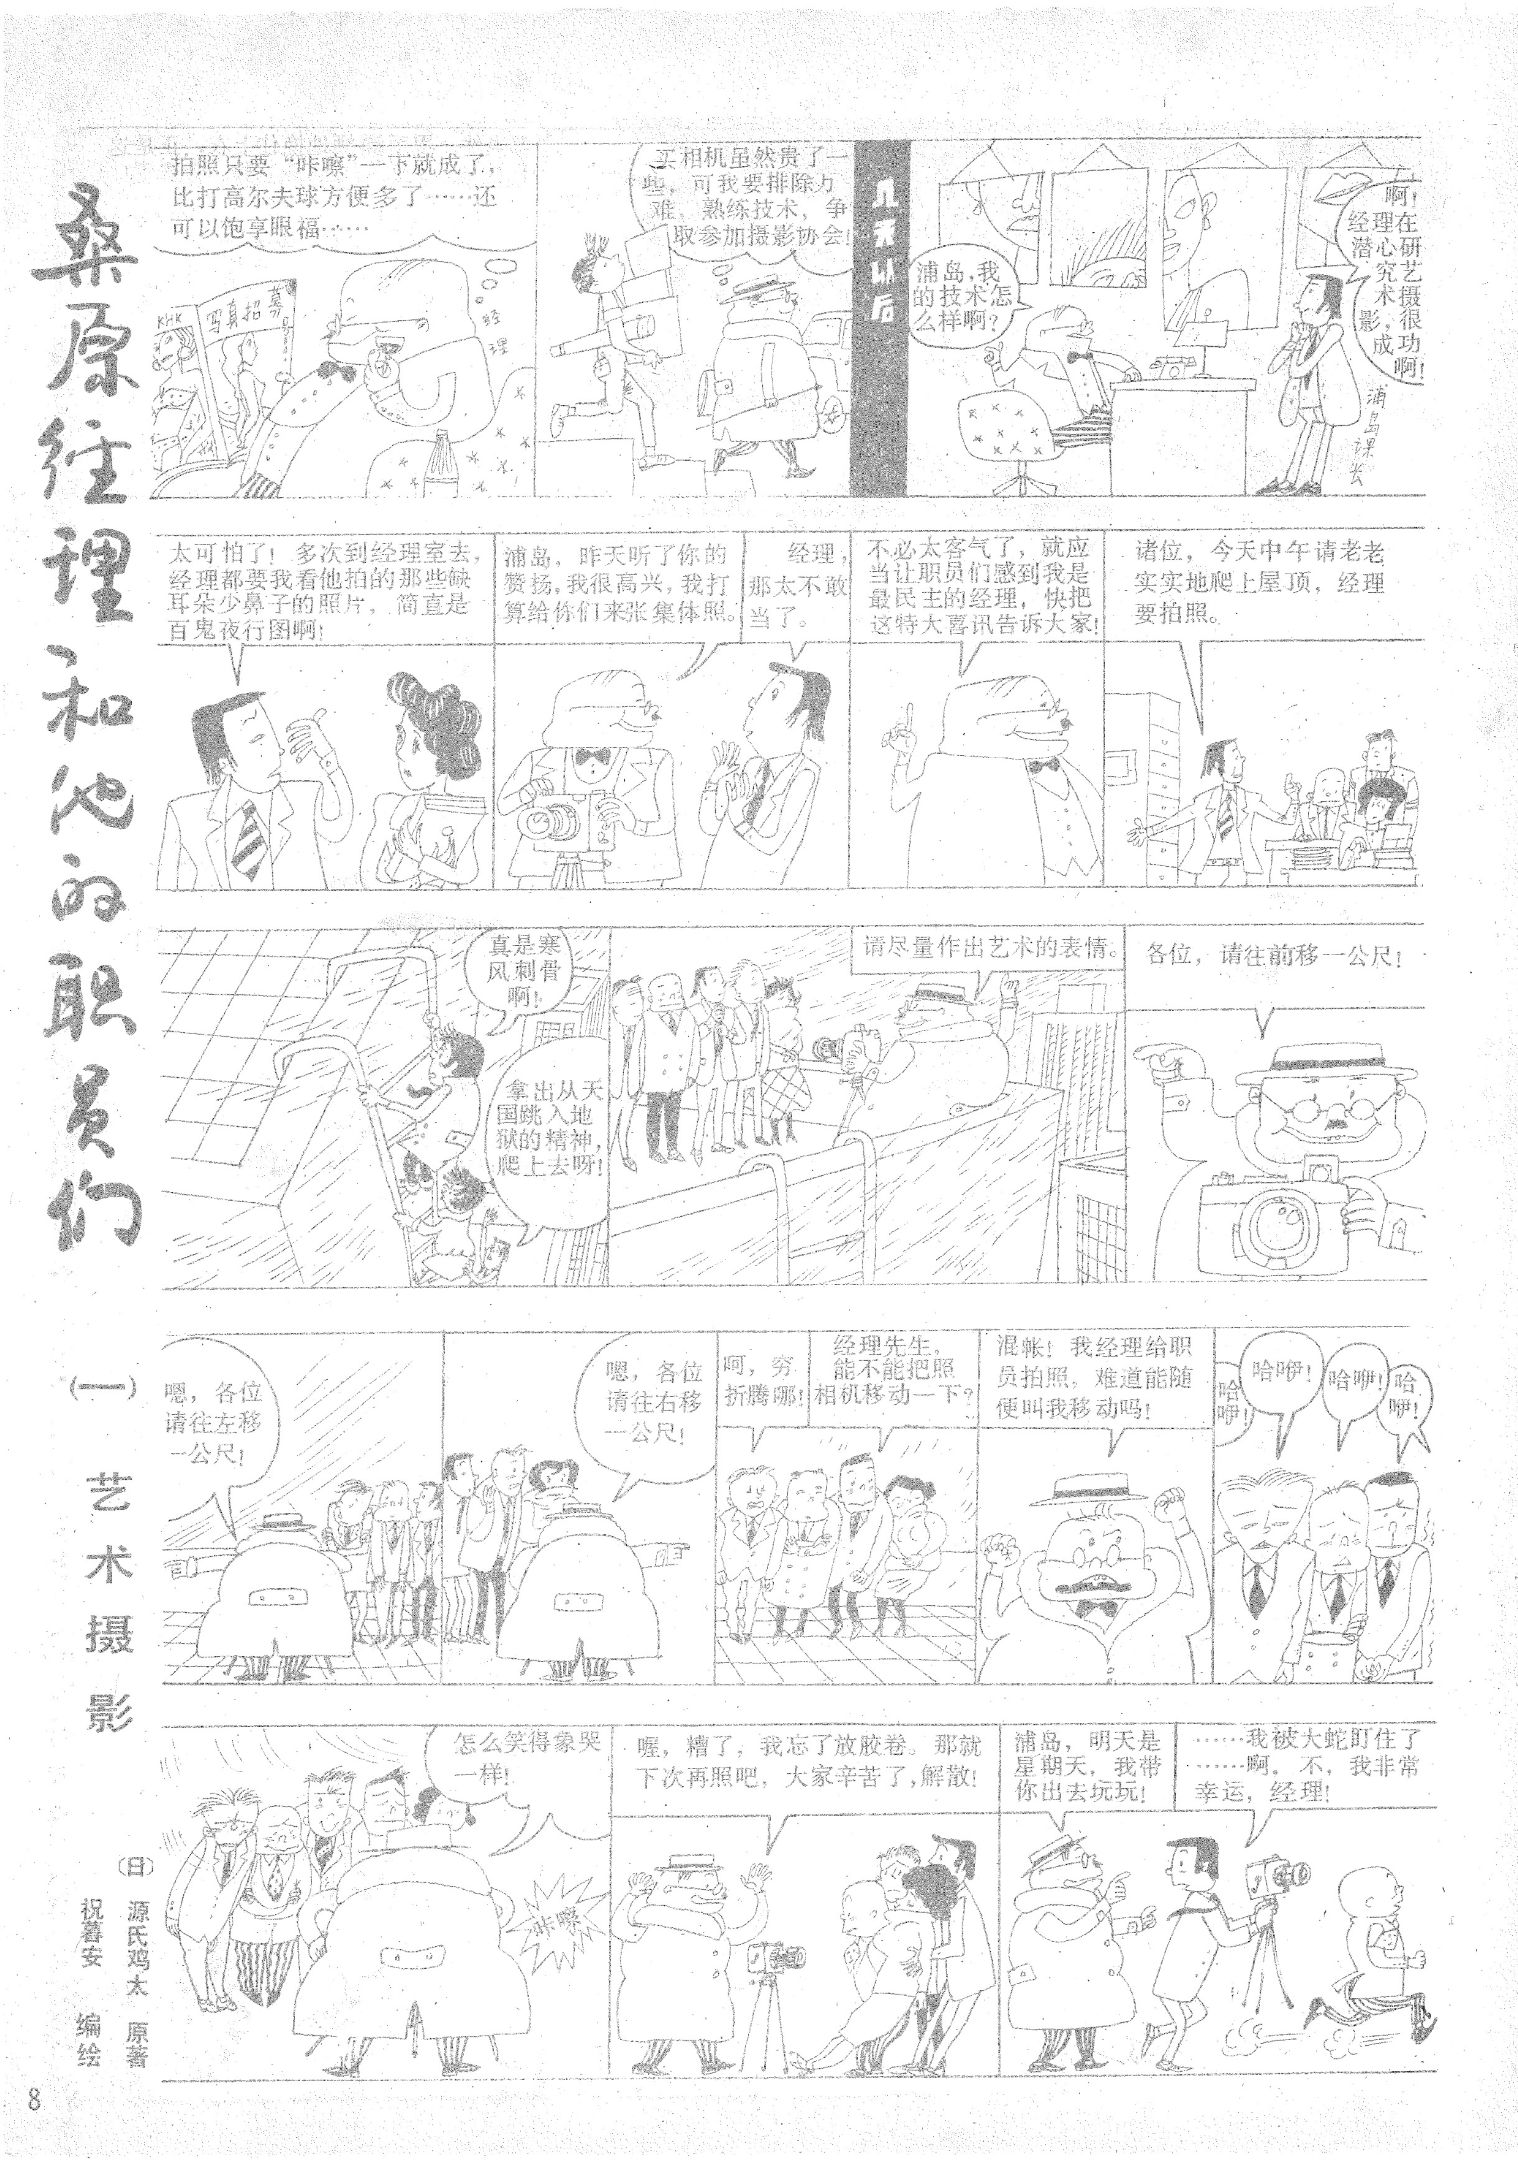 桑原经理和他的职员们
(一) 艺术摄影
(日) 源氏鸡太 原著
祝暮安 编绘
拍照只要“咔嚓”一下就成了,
比打高尔夫球方便多了……还
可以饱享眼福……
KHK
写真招募
经理
买相机虽然贵了一
些,可我要排除万
难、熟练技术,争
取参加摄影协会!
几天以后
浦岛,我
的技术怎
么样啊?
啊!
经理在
潜心研
究艺
术摄
影,很
成功
啊!
浦岛课长
太可怕了!多次到经理室去,
经理都要我看他拍的那些缺
耳朵少鼻子的照片,简直是
百鬼夜行图啊!
浦岛,昨天听了你的
赞扬,我很高兴,我打
算给你们来张集体照。
经理,
那太不敢
当了。
不必太客气了,就应
当让职员们感到我是
最民主的经理,快把
这特大喜讯告诉大家!
诸位,今天中午请老老
实实地爬上屋顶,经理
要拍照。
真是寒
风刺骨
啊!
拿出从天
国跳入地
狱的精神,
爬上去呀!
请尽量作出艺术的表情。
各位,请往前移一公尺!
嗯,各位
请往左移
一公尺!
嗯,各位
请往右移
一公尺!
呵,穷
折腾哪!
经理先生,
能不能把照
相机移动一下?
混帐!我经理给职
员拍照,难道能随
便叫我移动吗!
哈
咿!
哈咿!
哈咿!
哈
咿!
怎么笑得象哭
一样!
咔嚓
喔,糟了,我忘了放胶卷。那就
下次再照吧,大家辛苦了,解散!
浦岛,明天是
星期天,我带
你出去玩玩!
……我被大蛇盯住了
………啊。不,我非常
幸运,经理!
8